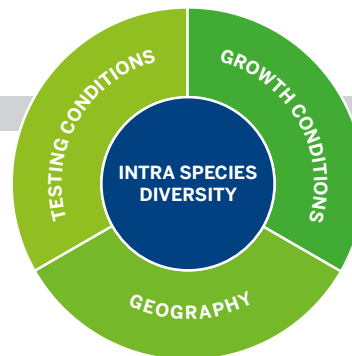 TESTING CONDITIONS
GROWTH CONDITIONS
INTRA SPECIES
DIVERSITY
GEOGRAPHY